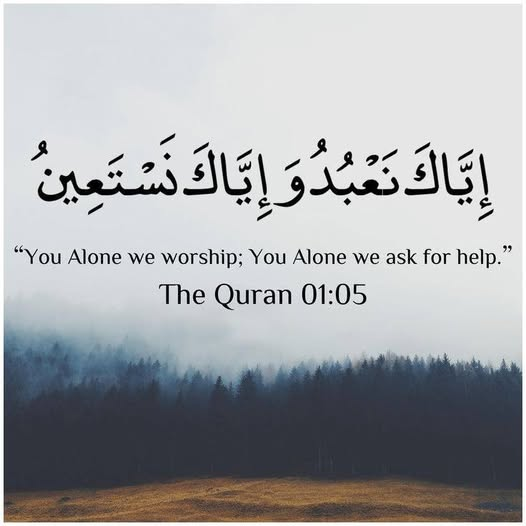 إِيَّاكَ نَعْبُدُ وَإِيَّاكَ نَسْتَعِينُ
“You Alone we worship; You Alone we ask for help.”
The Quran 01:05